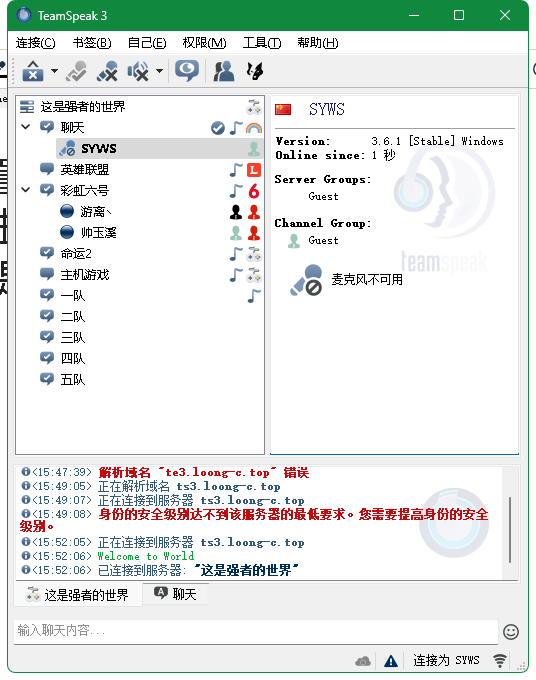 TeamSpeak 3
连接(C) 书签(B) 自己(E) 权限(M) 工具(T) 帮助(H)
这是强者的世界
聊天
SYWS
英雄联盟
彩虹六号
游离丶
帅玉溪
命运2
主机游戏
一队
二队
三队
四队
五队
SYWS
Version: 3.6.1 [Stable] Windows
Online since: 1 秒
Server Groups:
Guest
Channel Group:
Guest
teamspeak
麦克风不可用
<15:47:39> 解析域名 "te3.loong-c.top" 错误
<15:49:05> 正在解析域名 ts3.loong-c.top
<15:49:07> 正在连接到服务器 ts3.loong-c.top
<15:49:08> 身份的安全级别达不到该服务器的最低要求。您需要提高身份的安全
级别。
<15:52:05> 正在连接到服务器 ts3.loong-c.top
<15:52:06> Welcome to World
<15:52:06> 已连接到服务器: "这是强者的世界"
这是强者的世界 聊天
输入聊天内容...
连接为 SYWS